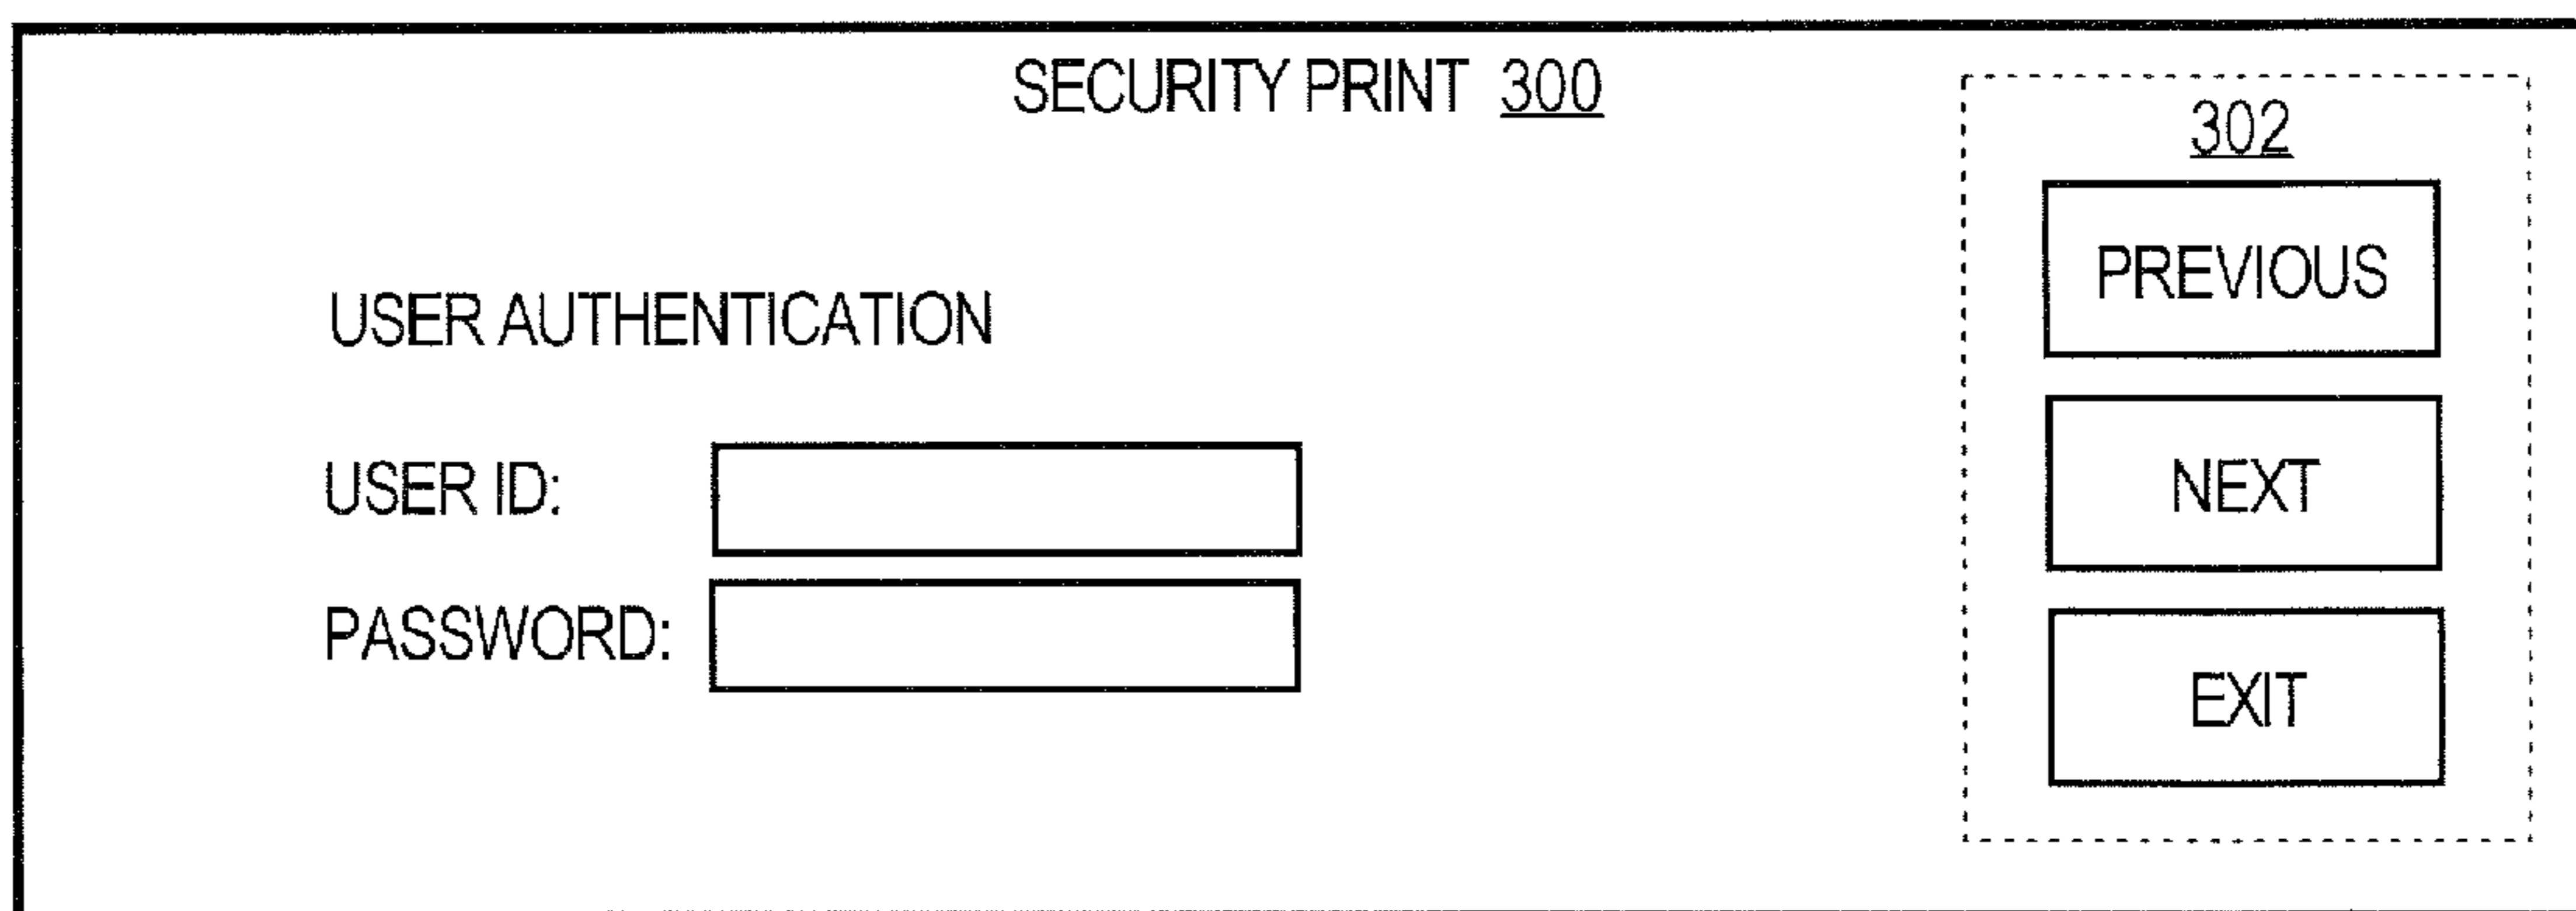 SECURITY PRINT 300
USER AUTHENTICATION
USER ID:
PASSWORD:
302
PREVIOUS
NEXT
EXIT